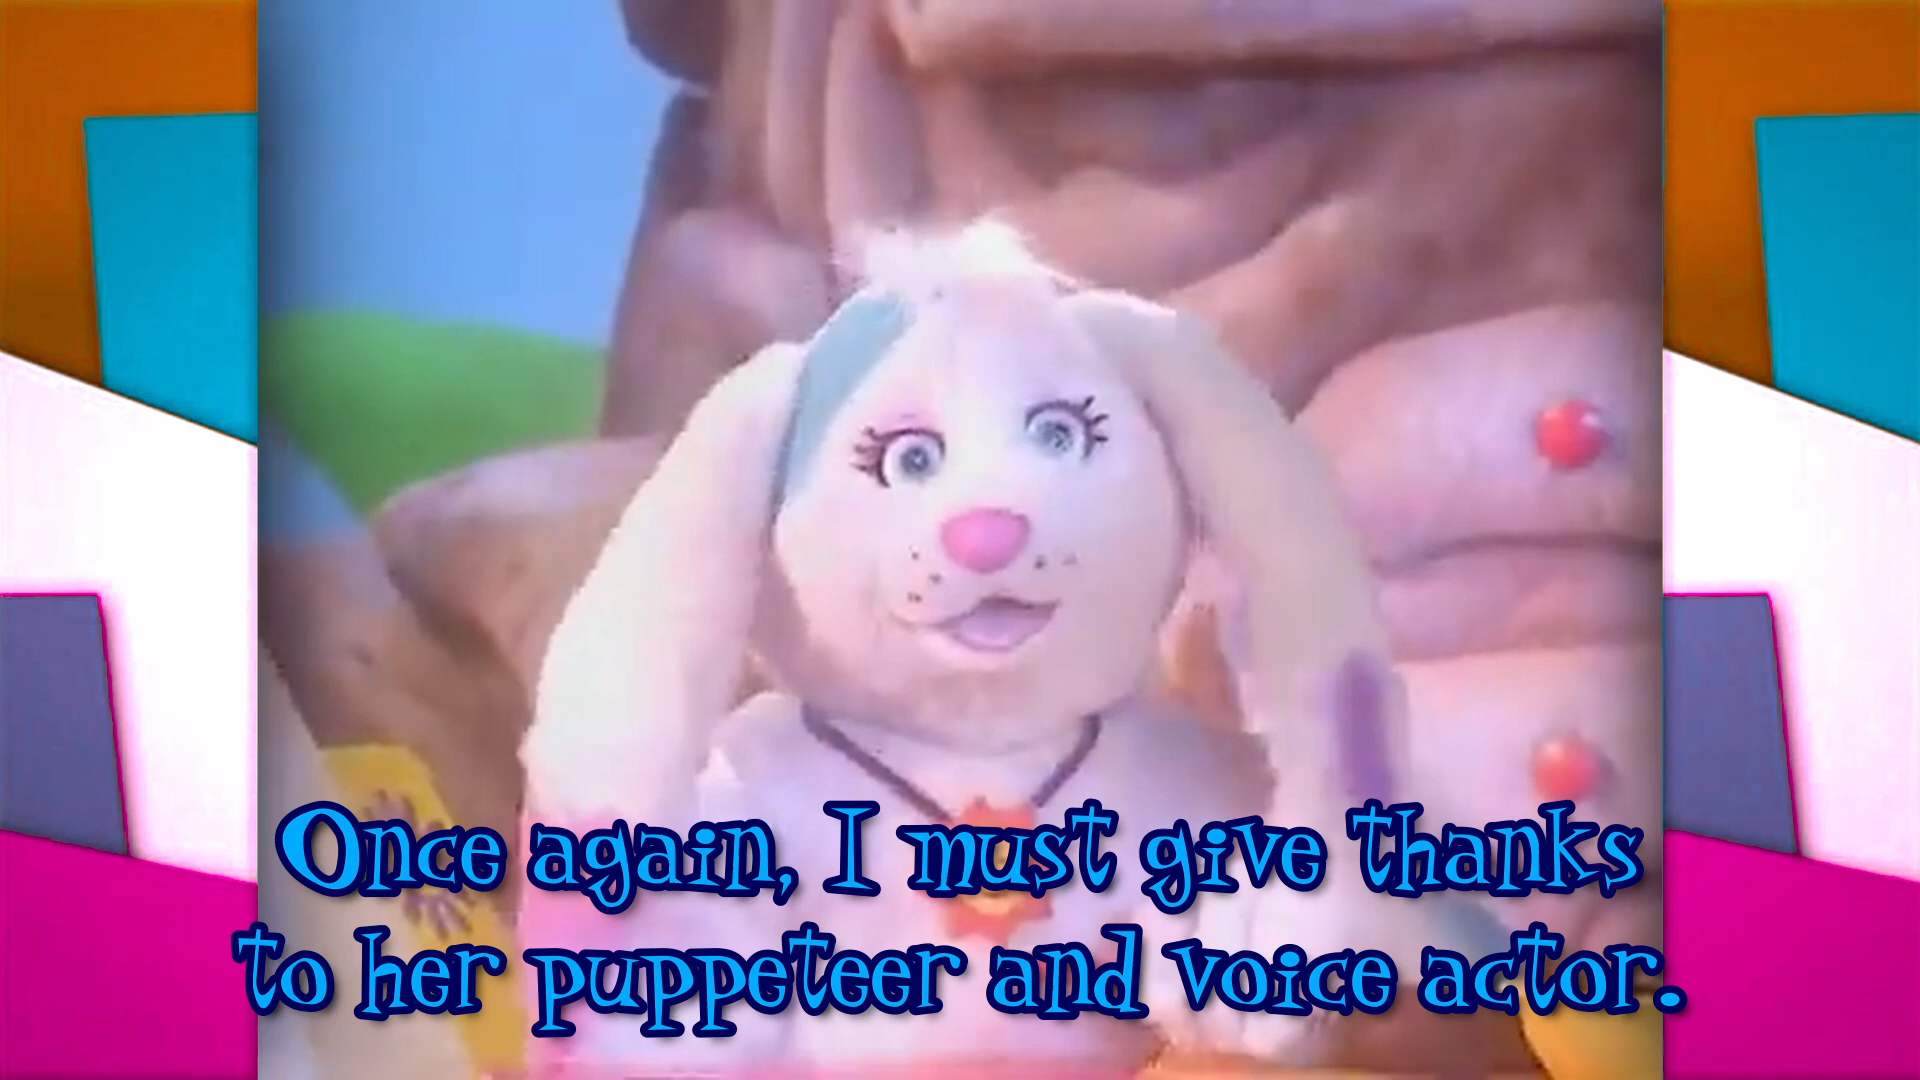 Once again, I must give thanks
to her puppeteer and voice actor.